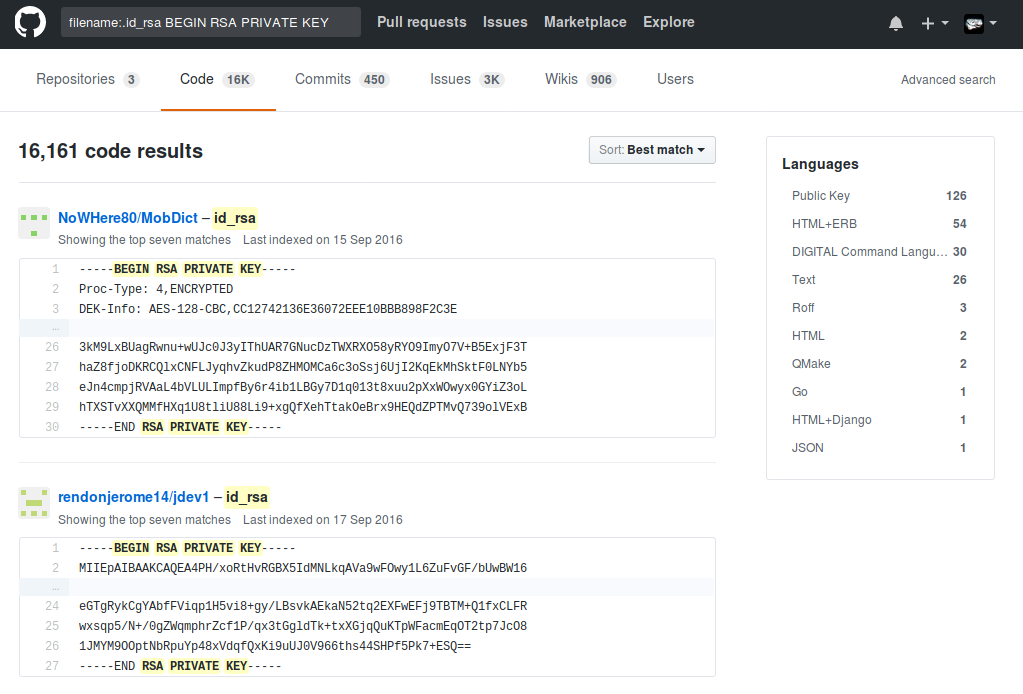 filename:.id_rsa BEGIN RSA PRIVATE KEY Pull requests Issues Marketplace Explore
Repositories 3 Code 16K Commits 450 Issues 3K Wikis 906 Users Advanced search
16,161 code results
Sort: Best match
NoWHere80/MobDict – id_rsa
Showing the top seven matches Last indexed on 15 Sep 2016
1 -----BEGIN RSA PRIVATE KEY-----
2 Proc-Type: 4,ENCRYPTED
3 DEK-Info: AES-128-CBC,CC12742136E36072EEE10BBB898F2C3E
…
26 3kM9LxBUagRwnu+wUJc0J3yIThUAR7GNucDzTWXRXO58yRYO9ImyO7V+B5ExjF3T
27 haZ8fjoDKRCQlxCNFLJyqhvZkudP8ZHMOMCa6c3oSsj6UjI2KqEkMhSktF0LNYb5
28 eJn4cmpjRVAaL4bVLULImpfBy6r4ib1LBGy7D1q013t8xuu2pXxWOwyx0GYiZ3oL
29 hTXSTvXXQMMfHXq1U8tliU88Li9+xgQfXehTtakOeBrx9HEQdZPTMvQ739olVExB
30 -----END RSA PRIVATE KEY-----
rendonjerome14/jdev1 – id_rsa
Showing the top seven matches Last indexed on 17 Sep 2016
1 -----BEGIN RSA PRIVATE KEY-----
2 MIIEpAIBAAKCAQEA4PH/xoRtHvRGBX5IdMNLkqAVa9wFOwy1L6ZuFvGF/bUwBW16
…
24 eGTgRykCgYAbfFViqp1H5vi8+gy/LBsvkAEkaN52tq2EXFwEFj9TBTM+Q1fxCLFR
25 wxsqp5/N+/0gZWqmphrZcf1P/qx3tGgldTk+txXGjqQuKTpWFacmEqOT2tp7JcO8
26 1JMYM9OOptNbRpuYp48xVdqfQxKi9uUJ0V966ths44SHPf5Pk7+ESQ==
27 -----END RSA PRIVATE KEY-----
Languages
Public Key 126
HTML+ERB 54
DIGITAL Command Langu… 30
Text 26
Roff 3
HTML 2
QMake 2
Go 1
HTML+Django 1
JSON 1